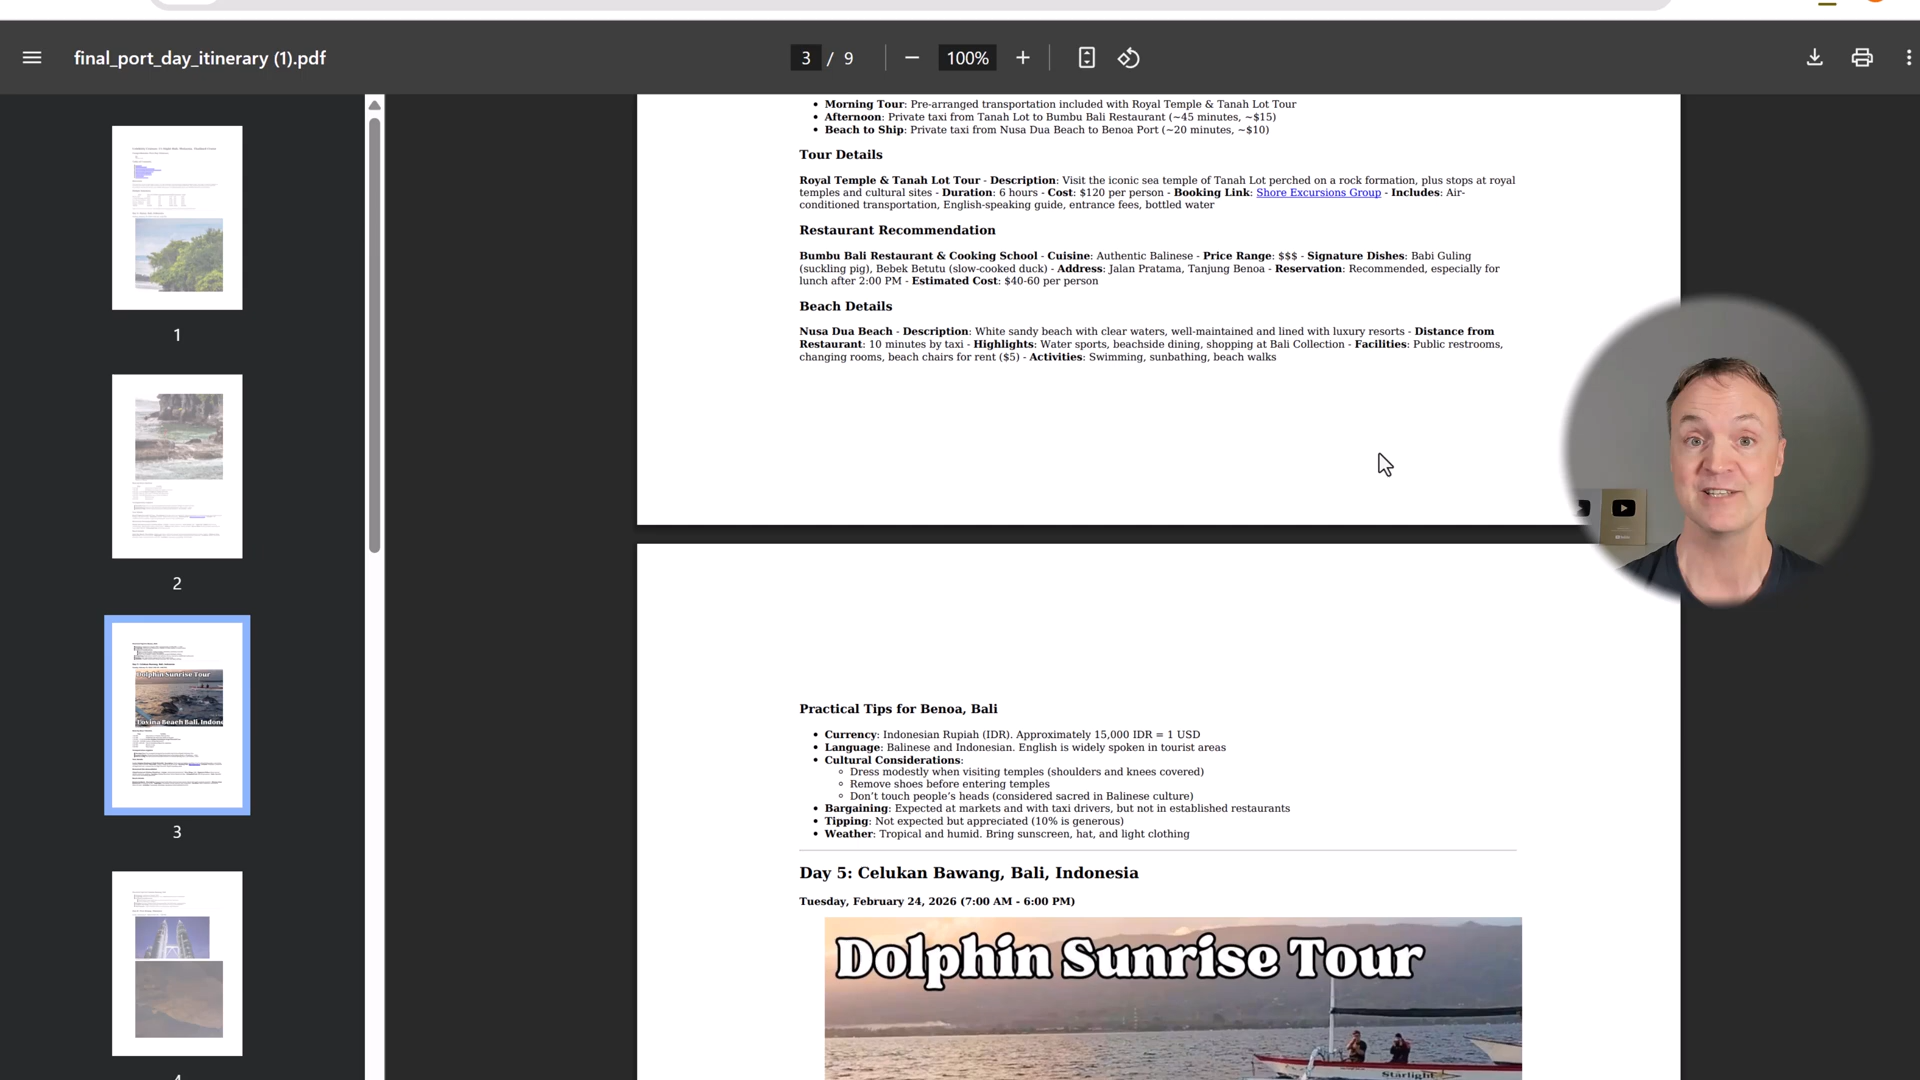 final_port_day_itinerary (1).pdf
3 / 9
100%
Morning Tour: Pre-arranged transportation included with Royal Temple & Tanah Lot Tour
Afternoon: Private taxi from Tanah Lot to Bumbu Bali Restaurant (~45 minutes, ~$15)
Beach to Ship: Private taxi from Nusa Dua Beach to Benoa Port (~20 minutes, ~$10)
Tour Details
Royal Temple & Tanah Lot Tour - Description: Visit the iconic sea temple of Tanah Lot perched on a rock formation, plus stops at royal
temples and cultural sites - Duration: 6 hours - Cost: $120 per person - Booking Link: Shore Excursions Group - Includes: Air-
conditioned transportation, English-speaking guide, entrance fees, bottled water
Restaurant Recommendation
Bumbu Bali Restaurant & Cooking School - Cuisine: Authentic Balinese - Price Range: $$$ - Signature Dishes: Babi Guling
(suckling pig), Bebek Betutu (slow-cooked duck) - Address: Jalan Pratama, Tanjung Benoa - Reservation: Recommended, especially for
lunch after 2:00 PM - Estimated Cost: $40-60 per person
Beach Details
Nusa Dua Beach - Description: White sandy beach with clear waters, well-maintained and lined with luxury resorts - Distance from
Restaurant: 10 minutes by taxi - Highlights: Water sports, beachside dining, shopping at Bali Collection - Facilities: Public restrooms,
changing rooms, beach chairs for rent ($5) - Activities: Swimming, sunbathing, beach walks
Practical Tips for Benoa, Bali
Currency: Indonesian Rupiah (IDR). Approximately 15,000 IDR = 1 USD
Language: Balinese and Indonesian. English is widely spoken in tourist areas
Cultural Considerations:
Dress modestly when visiting temples (shoulders and knees covered)
Remove shoes before entering temples
Don't touch people's heads (considered sacred in Balinese culture)
Bargaining: Expected at markets and with taxi drivers, but not in established restaurants
Tipping: Not expected but appreciated (10% is generous)
Weather: Tropical and humid. Bring sunscreen, hat, and light clothing
Day 5: Celukan Bawang, Bali, Indonesia
Tuesday, February 24, 2026 (7:00 AM - 6:00 PM)
Dolphin Sunrise Tour
Starlight
1
2
Dolphin Sunrise Tour
Lovina Beach Bali, Indone
3